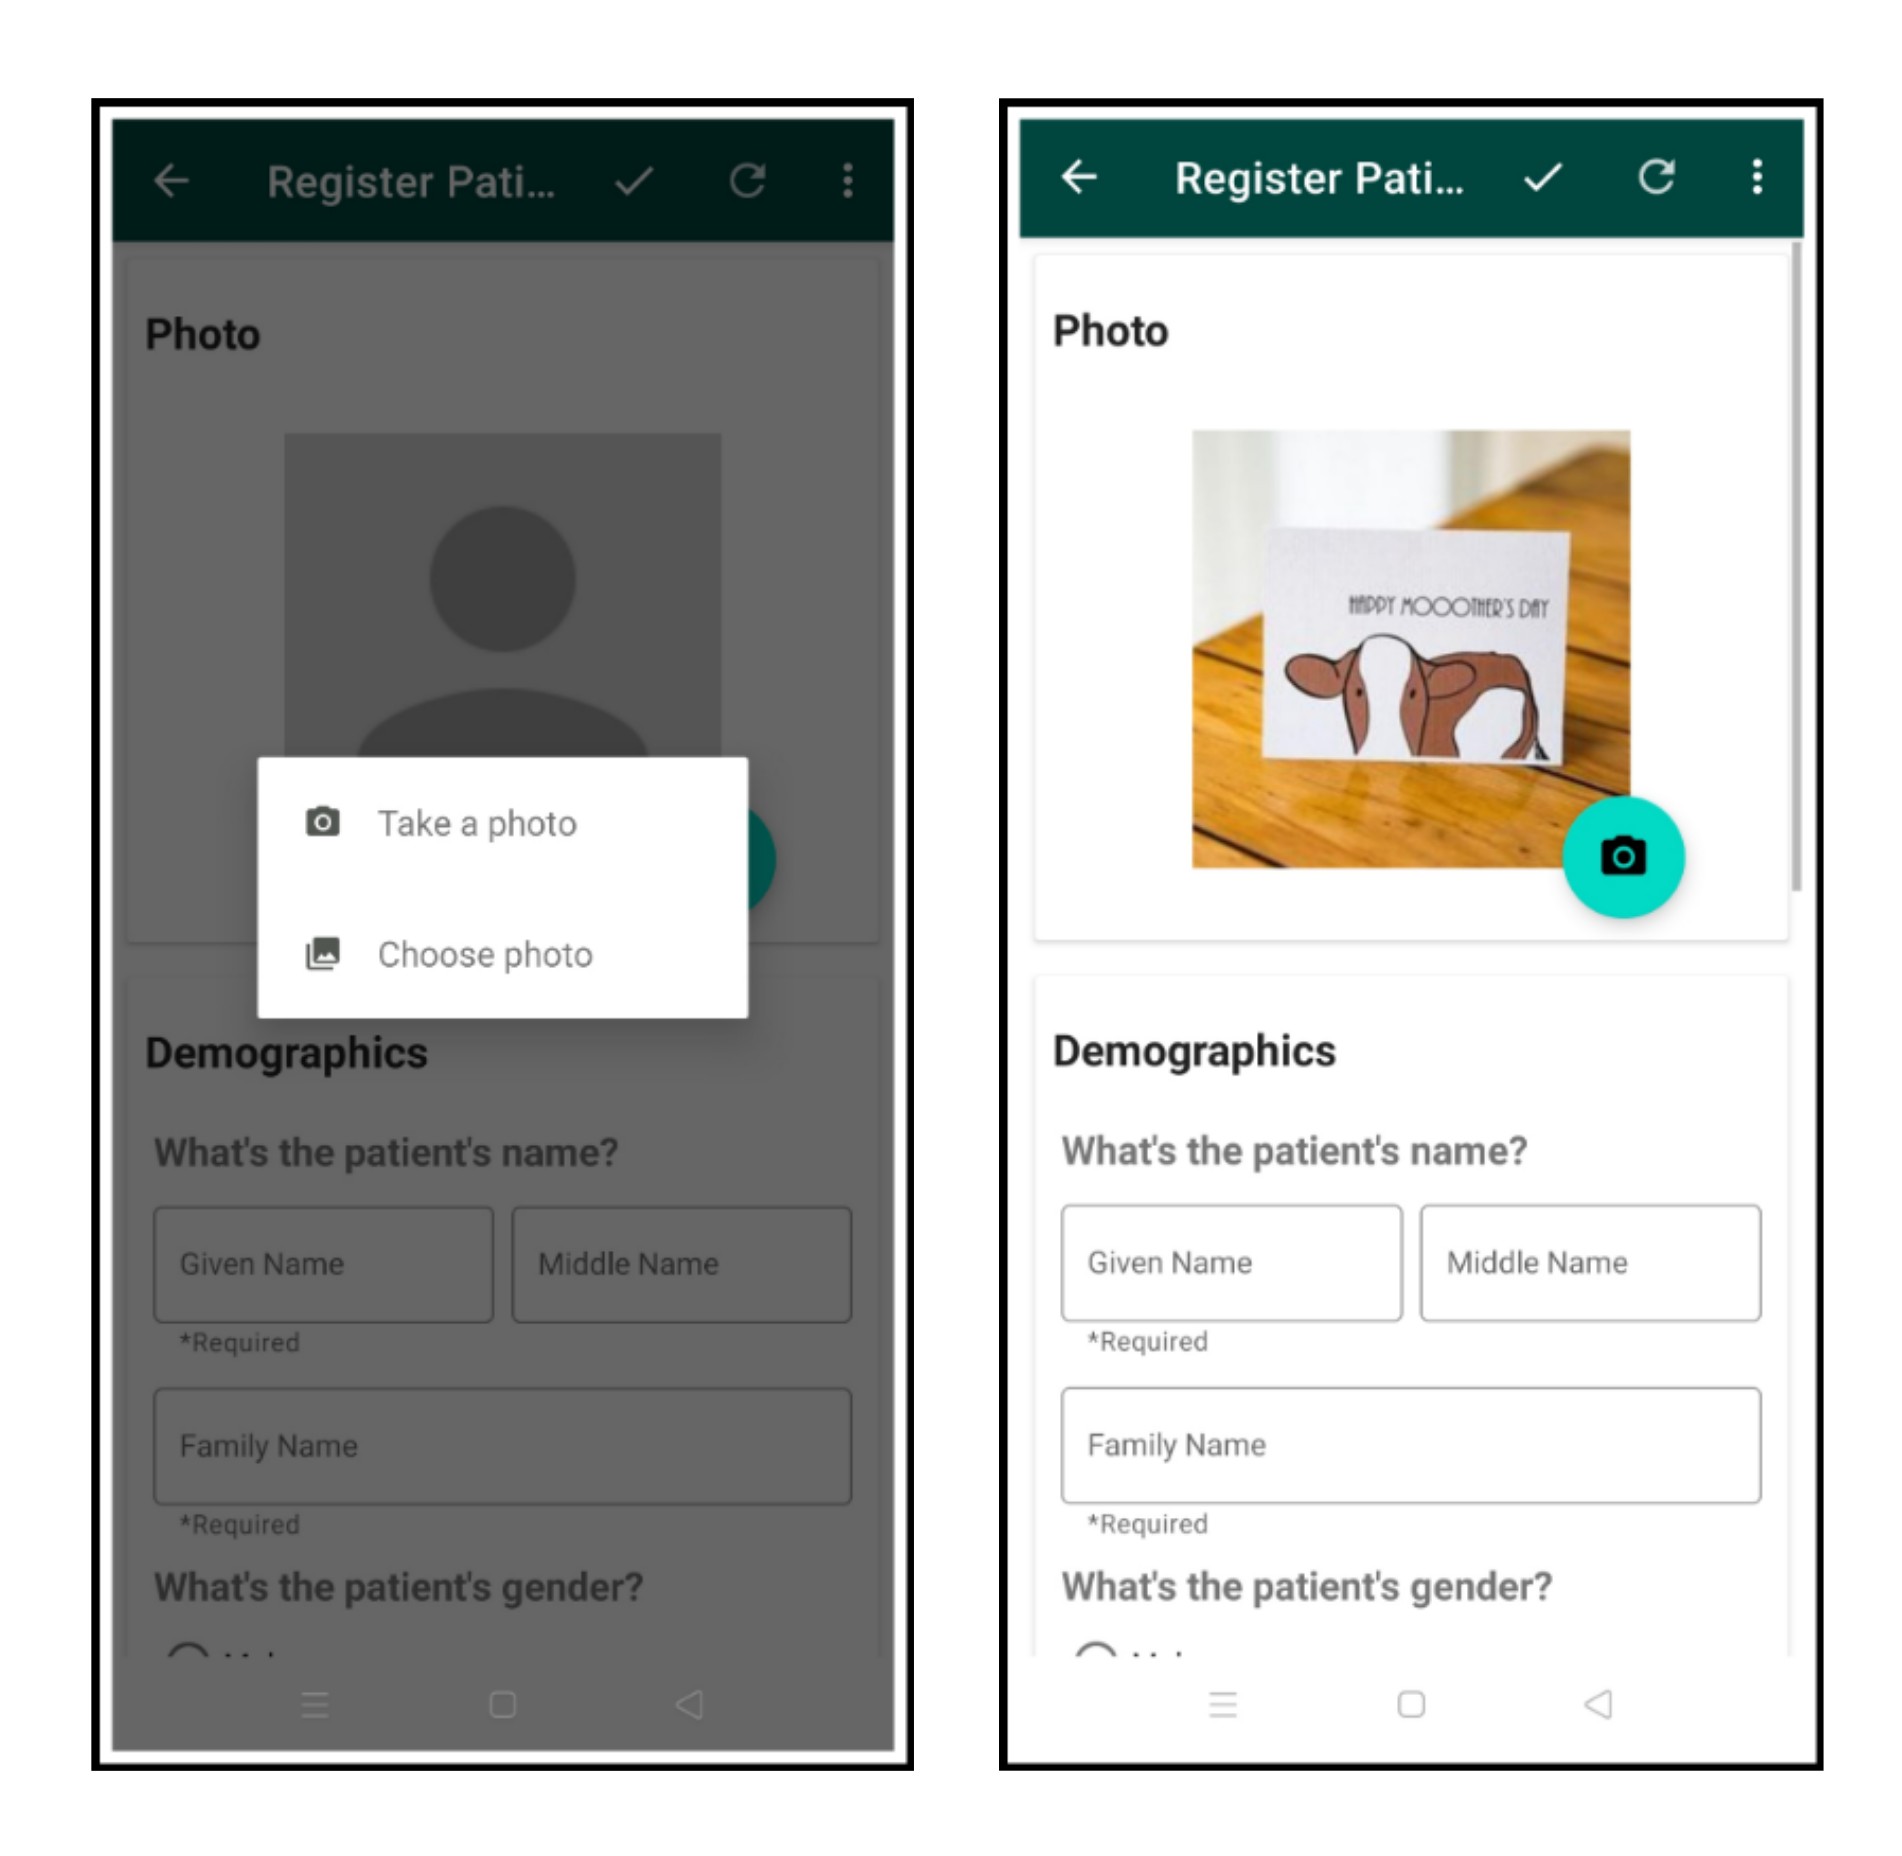 Register Pati...
Photo
Take a photo
Choose photo
Demographics
What's the patient's name?
Given Name
Middle Name
*Required
Family Name
*Required
What's the patient's gender?
Register Pati...
Photo
HAPPY MOOOTHER'S DAY
Demographics
What's the patient's name?
Given Name
Middle Name
*Required
Family Name
*Required
What's the patient's gender?